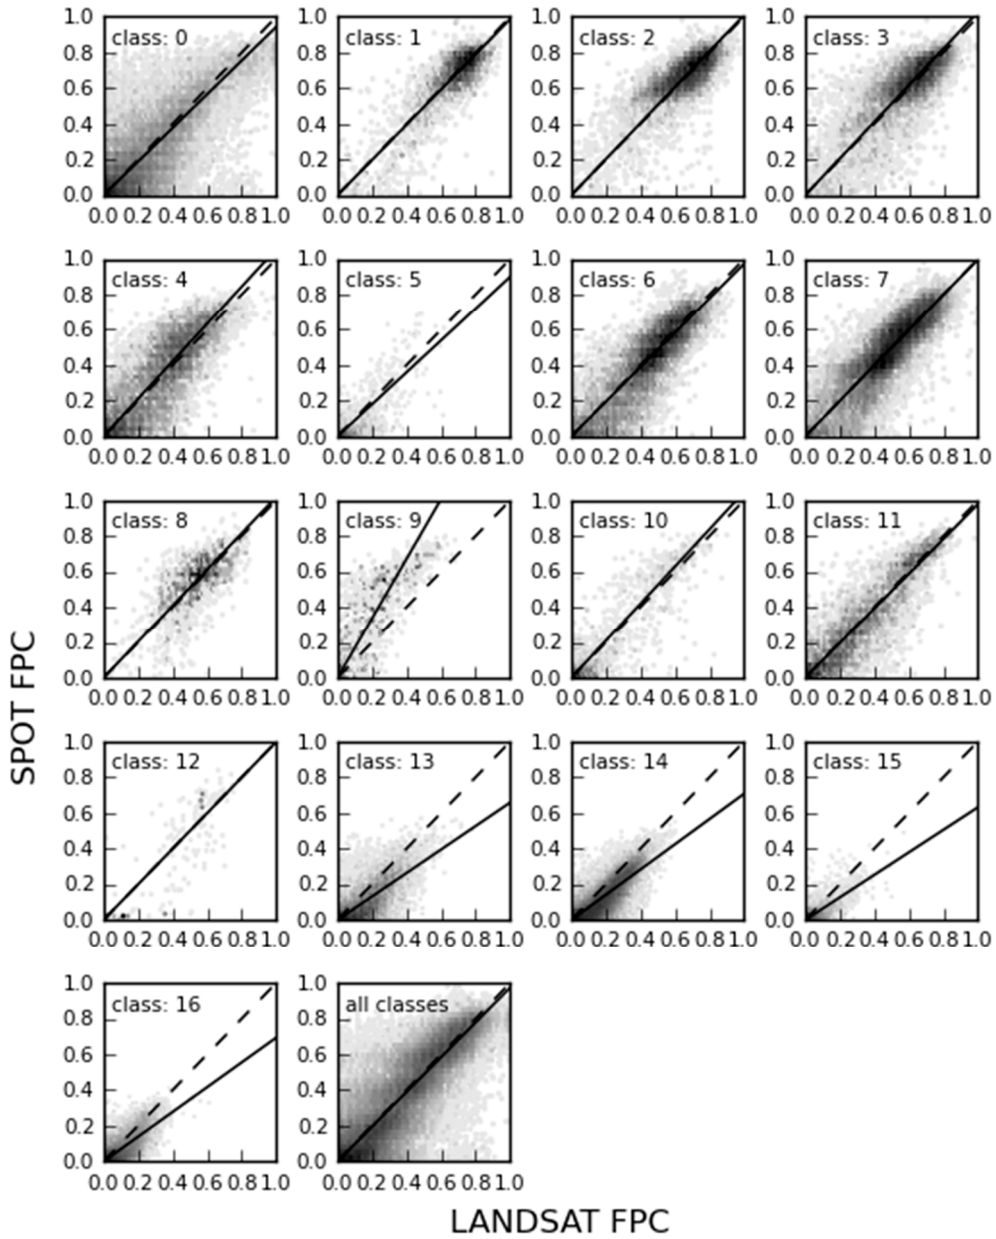 SPOT FPC
1.0 1.0 1.0 1.0
class: 0 class: 1 class: 2 class: 3
0.8 0.8 0.8 0.8
0.6 0.6 0.6 0.6
0.4 0.4 0.4 0.4
0.2 0.2 0.2 0.2
0.0 0.0 0.0 0.0
0.0 0.2 0.4 0.6 0.8 1.0 0.0 0.2 0.4 0.6 0.8 1.0 0.0 0.2 0.4 0.6 0.8 1.0 0.0 0.2 0.4 0.6 0.8 1.0
1.0 1.0 1.0 1.0
class: 4 class: 5 class: 6 class: 7
0.8 0.8 0.8 0.8
0.6 0.6 0.6 0.6
0.4 0.4 0.4 0.4
0.2 0.2 0.2 0.2
0.0 0.0 0.0 0.0
0.0 0.2 0.4 0.6 0.8 1.0 0.0 0.2 0.4 0.6 0.8 1.0 0.0 0.2 0.4 0.6 0.8 1.0 0.0 0.2 0.4 0.6 0.8 1.0
1.0 1.0 1.0 1.0
class: 8 class: 9 class: 10 class: 11
0.8 0.8 0.8 0.8
0.6 0.6 0.6 0.6
0.4 0.4 0.4 0.4
0.2 0.2 0.2 0.2
0.0 0.0 0.0 0.0
0.0 0.2 0.4 0.6 0.8 1.0 0.0 0.2 0.4 0.6 0.8 1.0 0.0 0.2 0.4 0.6 0.8 1.0 0.0 0.2 0.4 0.6 0.8 1.0
1.0 1.0 1.0 1.0
class: 12 class: 13 class: 14 class: 15
0.8 0.8 0.8 0.8
0.6 0.6 0.6 0.6
0.4 0.4 0.4 0.4
0.2 0.2 0.2 0.2
0.0 0.0 0.0 0.0
0.0 0.2 0.4 0.6 0.8 1.0 0.0 0.2 0.4 0.6 0.8 1.0 0.0 0.2 0.4 0.6 0.8 1.0 0.0 0.2 0.4 0.6 0.8 1.0
1.0 1.0
class: 16 all classes
0.8 0.8
0.6 0.6
0.4 0.4
0.2 0.2
0.0 0.0
0.0 0.2 0.4 0.6 0.8 1.0 0.0 0.2 0.4 0.6 0.8 1.0
LANDSAT FPC